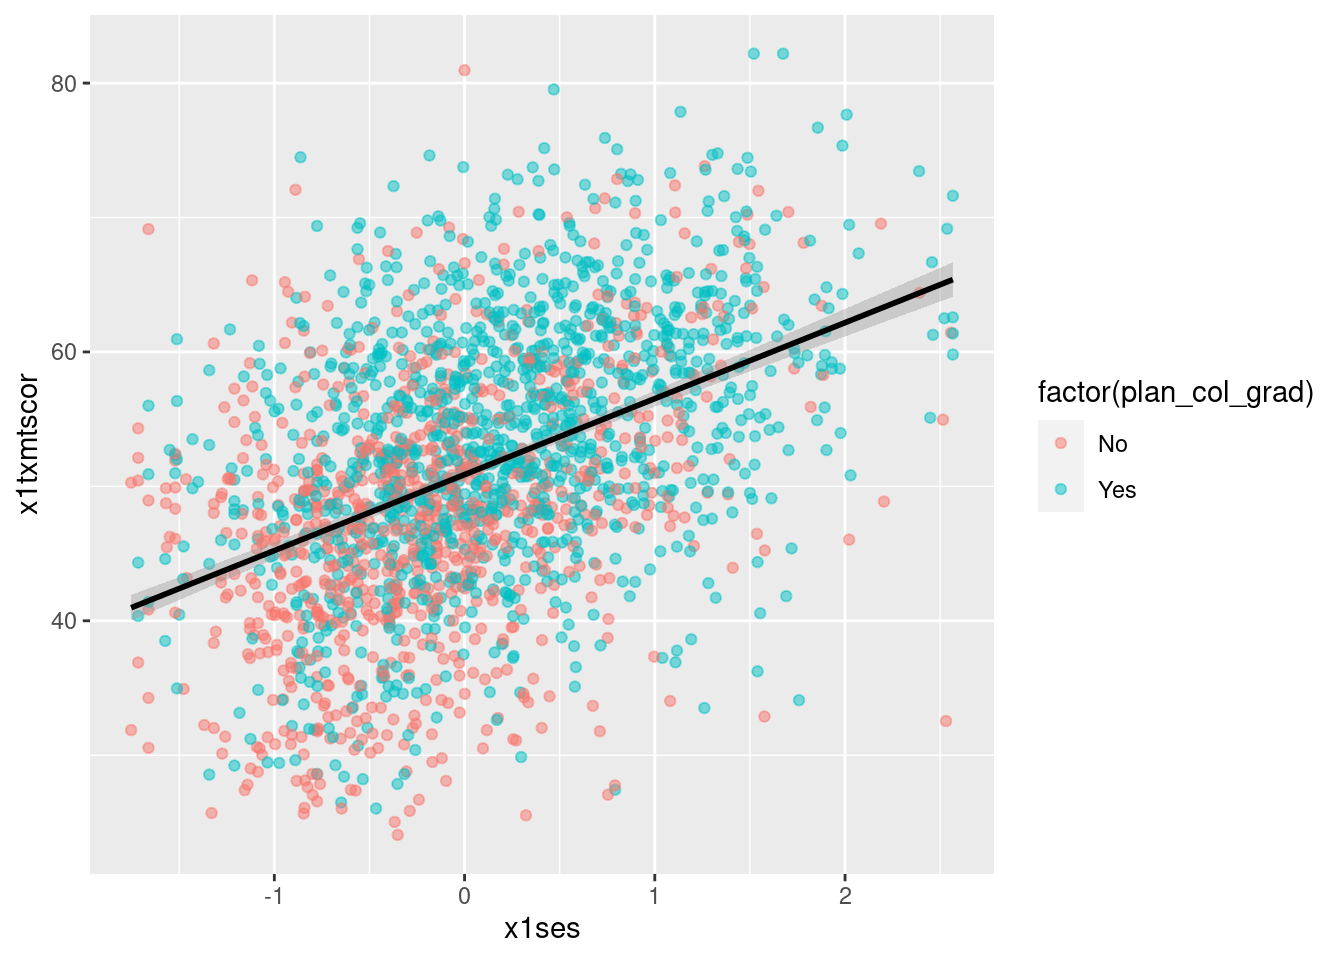 80
60
40
x1txmtscor
-1
0
1
2
x1ses
factor(plan_col_grad)
No
Yes